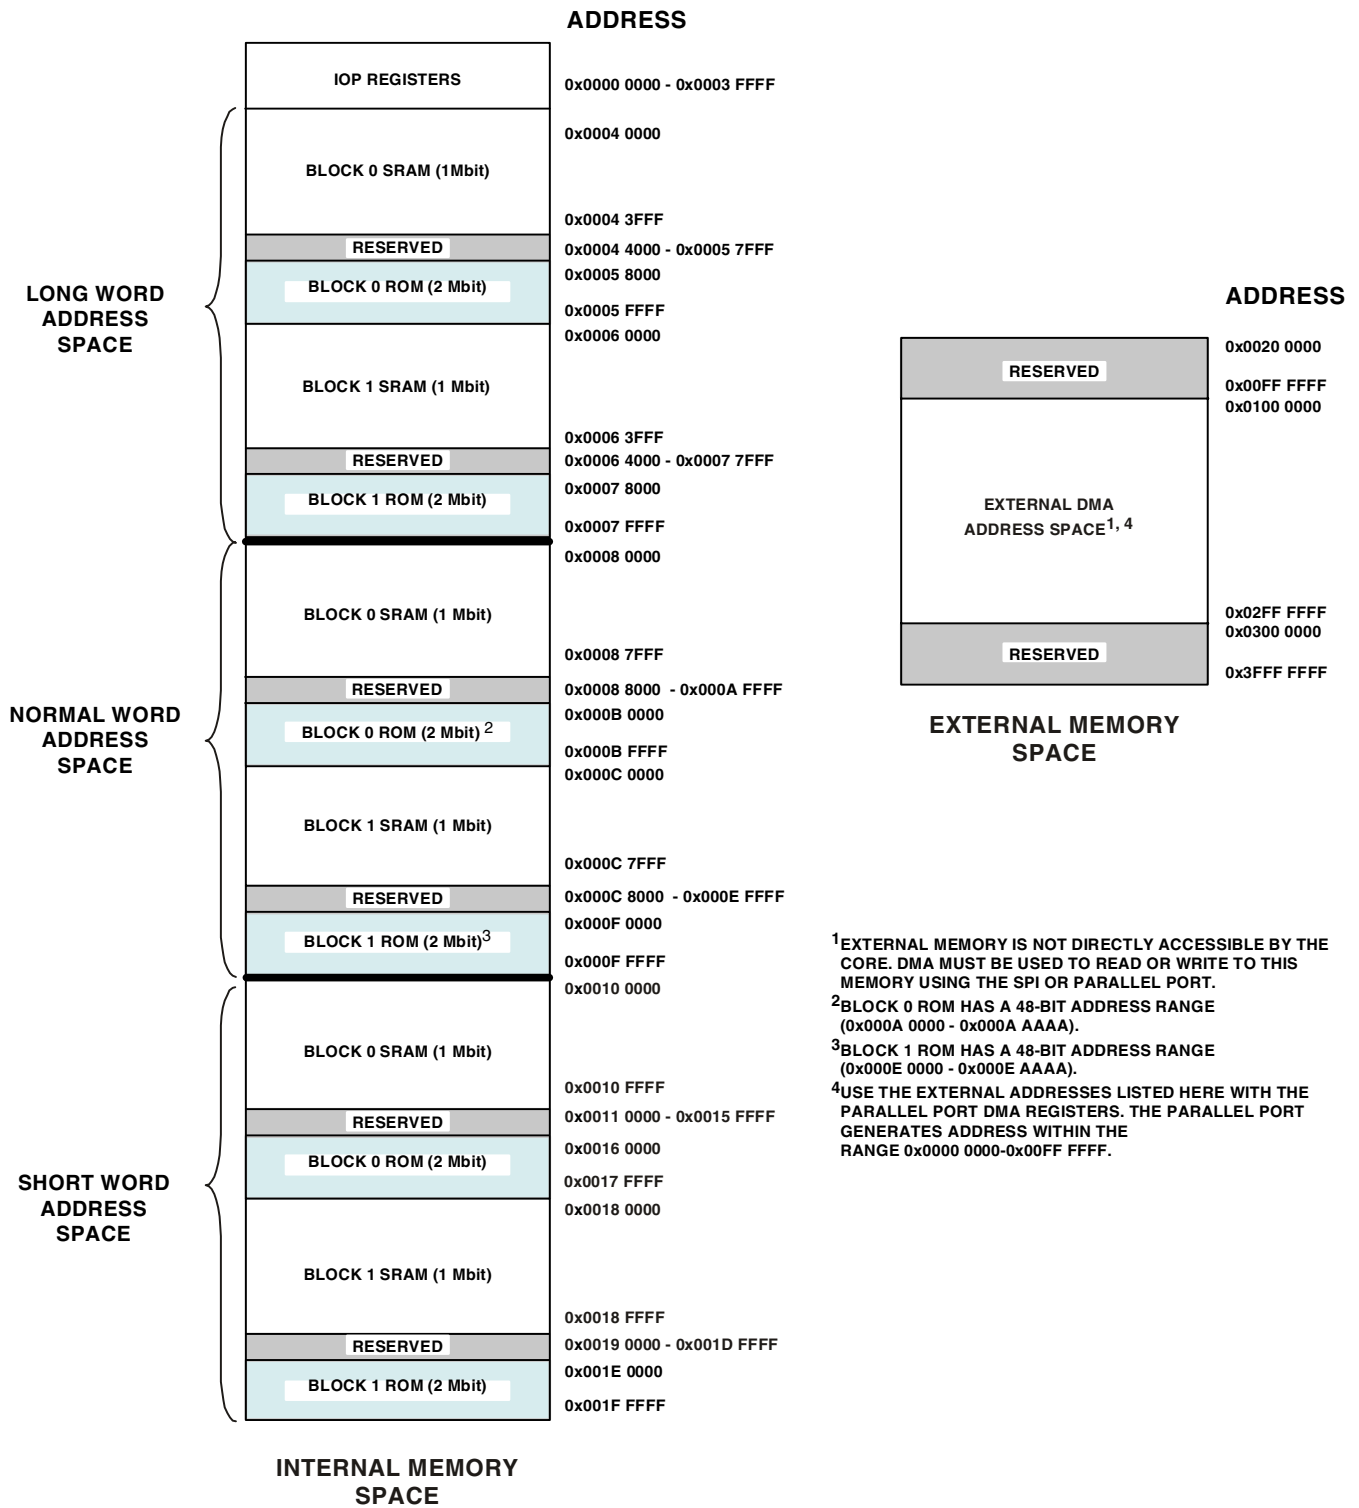 ADDRESS
IOP REGISTERS
0x0000 0000 - 0x0003 FFFF
0x0004 0000
BLOCK 0 SRAM (1Mbit)
0x0004 3FFF
RESERVED
0x0004 4000 - 0x0005 7FFF
0x0005 8000
BLOCK 0 ROM (2 Mbit)
0x0005 FFFF
0x0006 0000
BLOCK 1 SRAM (1 Mbit)
0x0006 3FFF
RESERVED
0x0006 4000 - 0x0007 7FFF
0x0007 8000
BLOCK 1 ROM (2 Mbit)
0x0007 FFFF
LONG WORD
ADDRESS
SPACE
0x0008 0000
BLOCK 0 SRAM (1 Mbit)
0x0008 7FFF
RESERVED
0x0008 8000 - 0x000A FFFF
0x000B 0000
BLOCK 0 ROM (2 Mbit) 2
0x000B FFFF
0x000C 0000
BLOCK 1 SRAM (1 Mbit)
0x000C 7FFF
RESERVED
0x000C 8000 - 0x000E FFFF
0x000F 0000
BLOCK 1 ROM (2 Mbit)3
0x000F FFFF
NORMAL WORD
ADDRESS
SPACE
0x0010 0000
BLOCK 0 SRAM (1 Mbit)
0x0010 FFFF
RESERVED
0x0011 0000 - 0x0015 FFFF
0x0016 0000
BLOCK 0 ROM (2 Mbit)
0x0017 FFFF
0x0018 0000
BLOCK 1 SRAM (1 Mbit)
0x0018 FFFF
RESERVED
0x0019 0000 - 0x001D FFFF
0x001E 0000
BLOCK 1 ROM (2 Mbit)
0x001F FFFF
SHORT WORD
ADDRESS
SPACE
INTERNAL MEMORY
SPACE
ADDRESS
0x0020 0000
RESERVED
0x00FF FFFF
0x0100 0000
EXTERNAL DMA
ADDRESS SPACE1, 4
0x02FF FFFF
0x0300 0000
RESERVED
0x3FFF FFFF
EXTERNAL MEMORY
SPACE
1EXTERNAL MEMORY IS NOT DIRECTLY ACCESSIBLE BY THE
CORE. DMA MUST BE USED TO READ OR WRITE TO THIS
MEMORY USING THE SPI OR PARALLEL PORT.
2BLOCK 0 ROM HAS A 48-BIT ADDRESS RANGE
(0x000A 0000 - 0x000A AAAA).
3BLOCK 1 ROM HAS A 48-BIT ADDRESS RANGE
(0x000E 0000 - 0x000E AAAA).
4USE THE EXTERNAL ADDRESSES LISTED HERE WITH THE
PARALLEL PORT DMA REGISTERS. THE PARALLEL PORT
GENERATES ADDRESS WITHIN THE
RANGE 0x0000 0000-0x00FF FFFF.